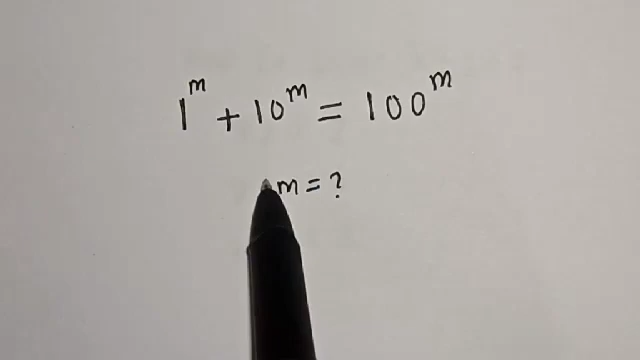 1^m + 10^m = 100^m
m = ?